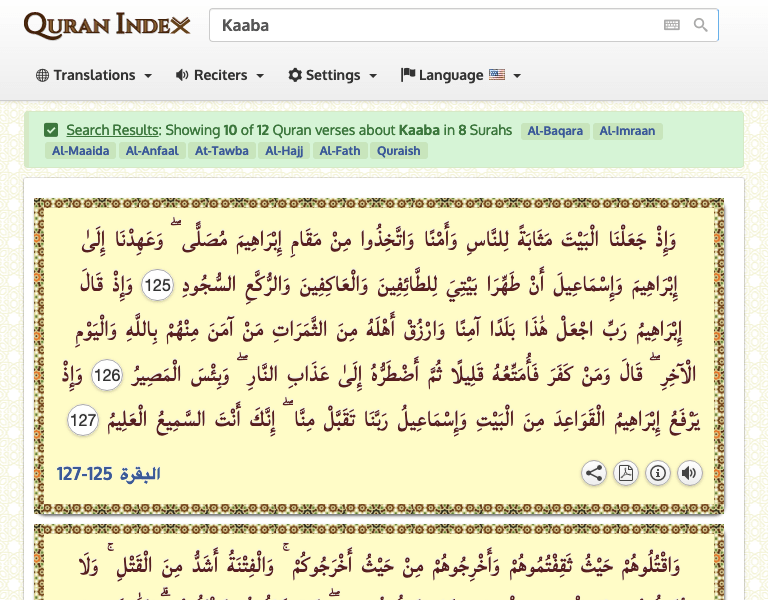 QURAN INDEX
Kaaba
Translations Reciters Settings Language
Search Results: Showing 10 of 12 Quran verses about Kaaba in 8 Surahs Al-Baqara Al-Imraan
Al-Maaida Al-Anfaal At-Tawba Al-Hajj Al-Fath Quraish
وَإِذْ جَعَلْنَا الْبَيْتَ مَثَابَةً لِلنَّاسِ وَأَمْنًا وَاتَّخِذُوا مِنْ مَقَامِ إِبْرَاهِيمَ مُصَلًّى ۖ وَعَهِدْنَا إِلَىٰ
إِبْرَاهِيمَ وَإِسْمَاعِيلَ أَنْ طَهِّرَا بَيْتِيَ لِلطَّائِفِينَ وَالْعَاكِفِينَ وَالرُّكَّعِ السُّجُودِ 125 وَإِذْ قَالَ
إِبْرَاهِيمُ رَبِّ اجْعَلْ هَٰذَا بَلَدًا آمِنًا وَارْزُقْ أَهْلَهُ مِنَ الثَّمَرَاتِ مَنْ آمَنَ مِنْهُمْ بِاللَّهِ وَالْيَوْمِ
الْآخِرِ ۖ قَالَ وَمَنْ كَفَرَ فَأُمَتِّعُهُ قَلِيلًا ثُمَّ أَضْطَرُّهُ إِلَىٰ عَذَابِ النَّارِ ۖ وَبِئْسَ الْمَصِيرُ 126 وَإِذْ
يَرْفَعُ إِبْرَاهِيمُ الْقَوَاعِدَ مِنَ الْبَيْتِ وَإِسْمَاعِيلُ رَبَّنَا تَقَبَّلْ مِنَّا ۖ إِنَّكَ أَنْتَ السَّمِيعُ الْعَلِيمُ 127
البقرة 125-127
وَاقْتُلُوهُمْ حَيْثُ ثَقِفْتُمُوهُمْ وَأَخْرِجُوهُمْ مِنْ حَيْثُ أَخْرَجُوكُمْ ۚ وَالْفِتْنَةُ أَشَدُّ مِنَ الْقَتْلِ ۚ وَلَا